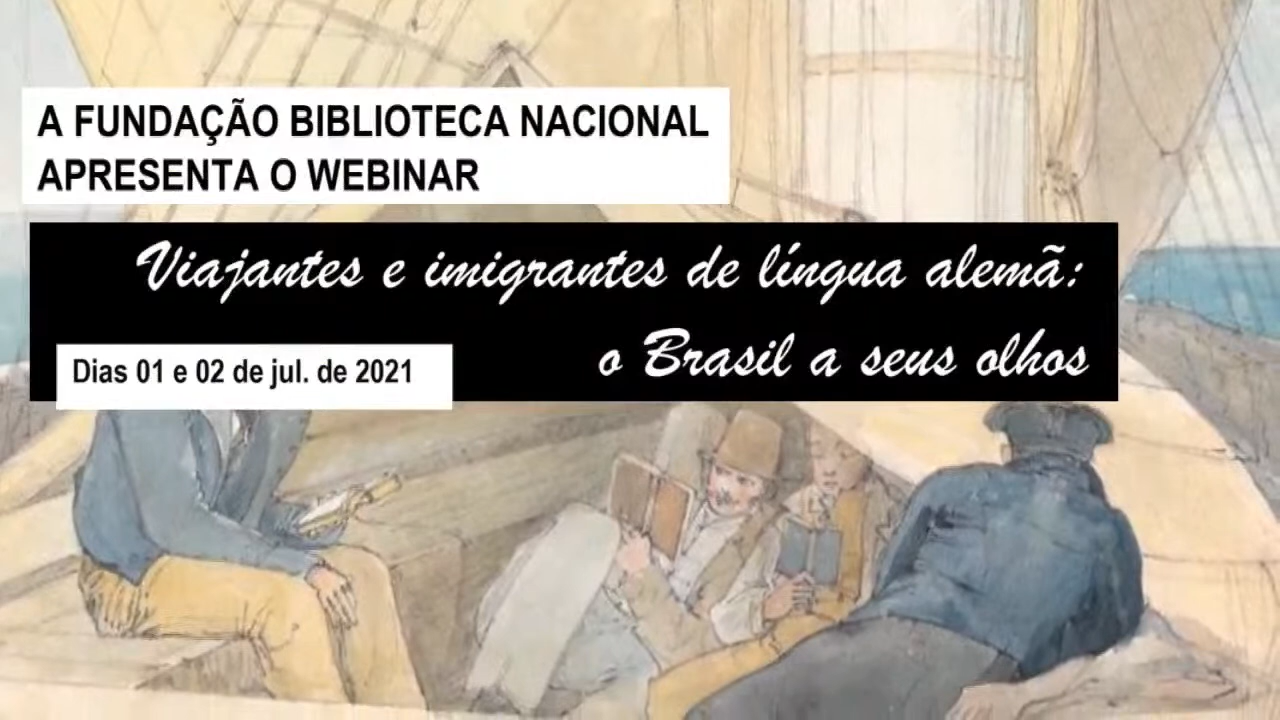 A FUNDAÇÃO BIBLIOTECA NACIONAL
APRESENTA O WEBINAR
Viajantes e imigrantes de língua alemã:
o Brasil a seus olhos
Dias 01 e 02 de jul. de 2021